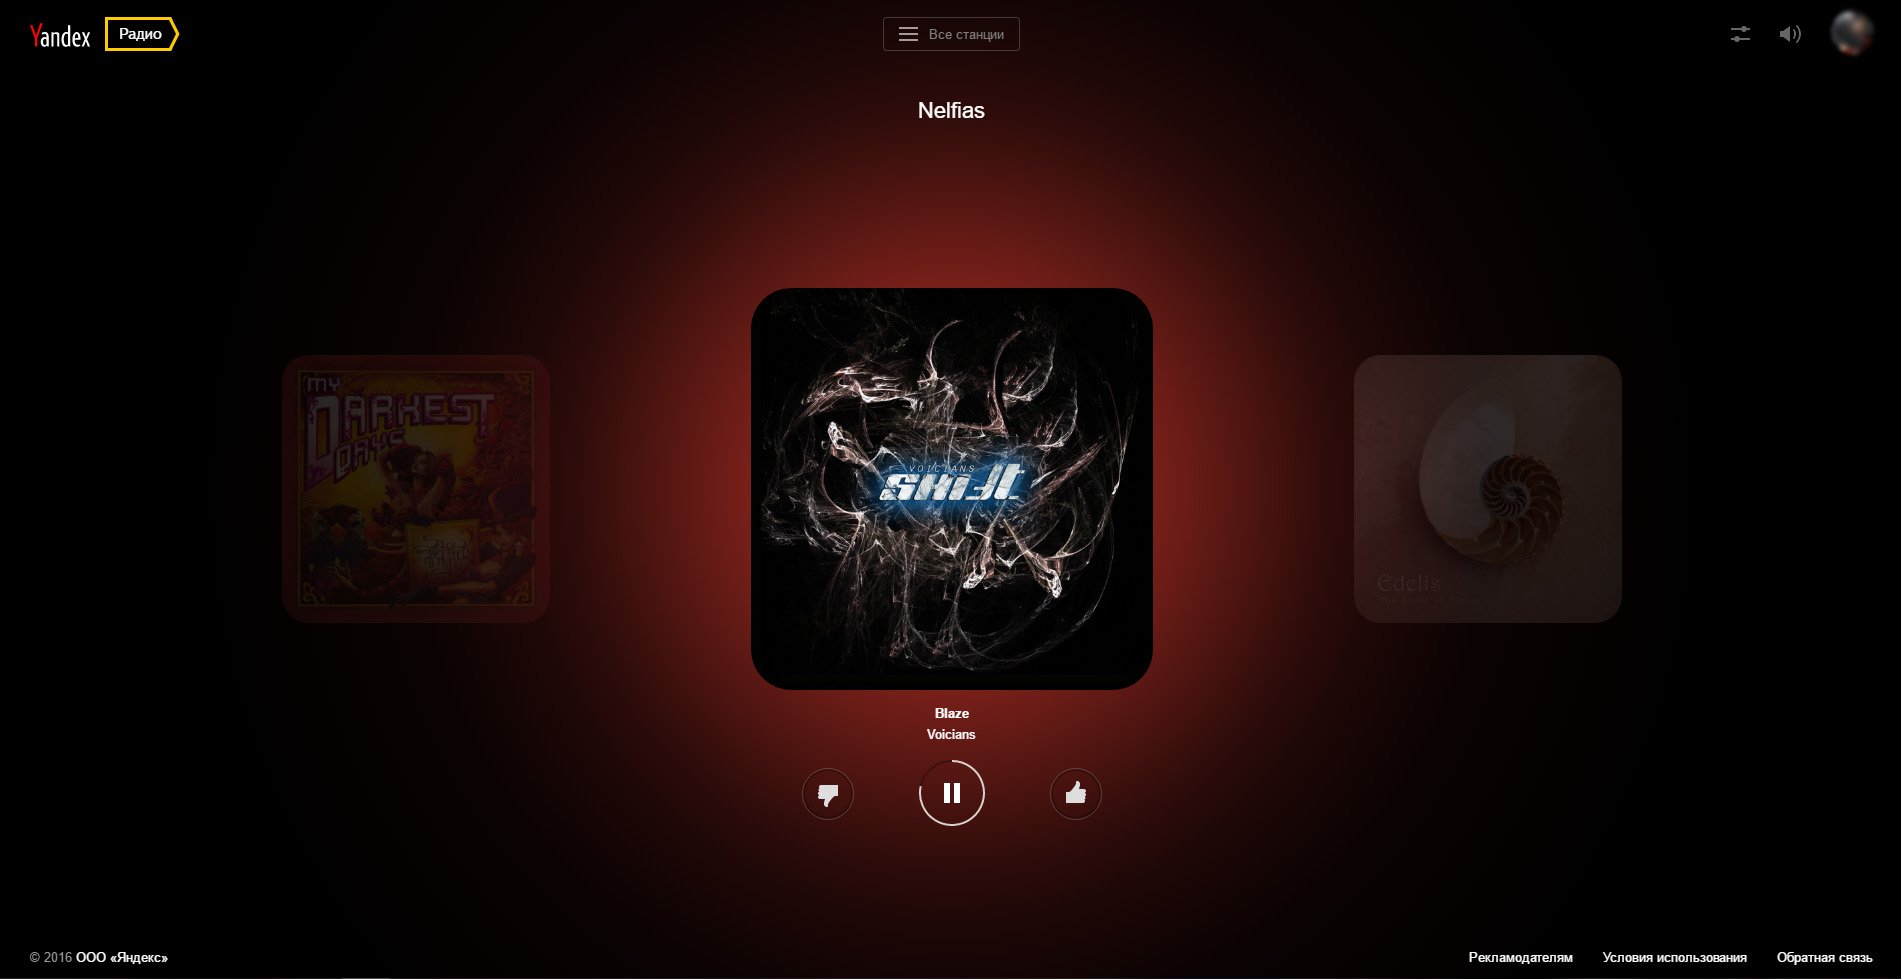 Yandex Радио
Все станции
Nelfias
MY
DARKEST
DAYS
VOICIANS
SHIFT
Edelis
Blaze
Voicians
© 2016 ООО «Яндекс»
Рекламодателям
Условия использования
Обратная связь